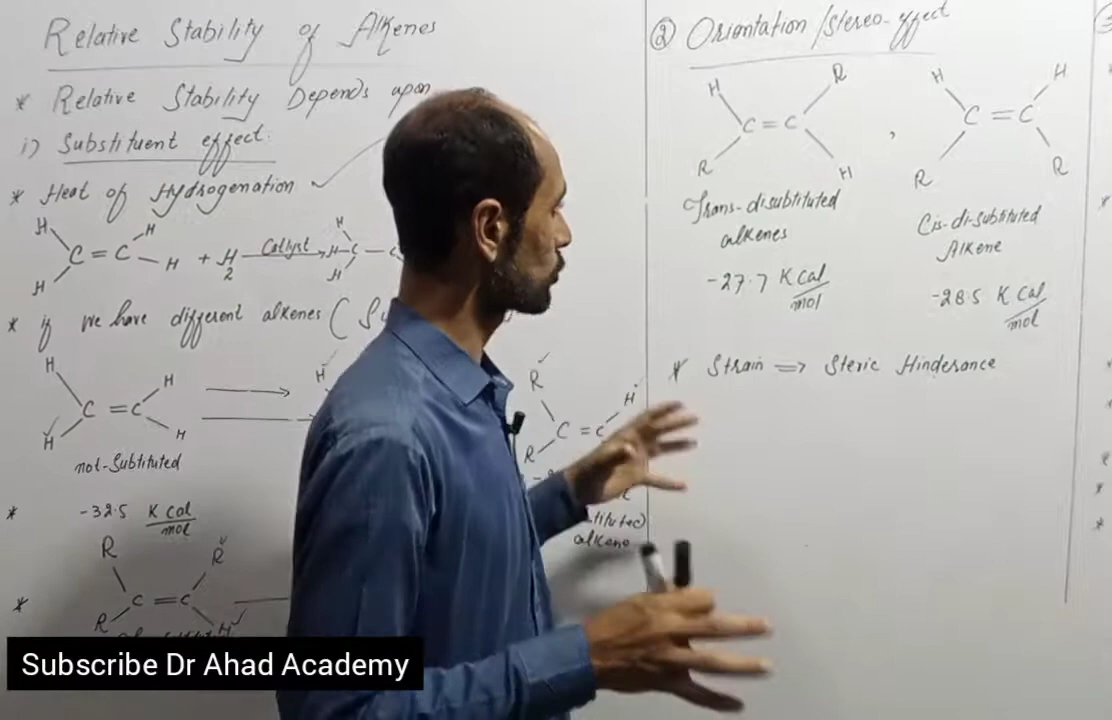 Relative Stability of Alkenes
* Relative Stability Depends upon
i) Substituent effect.
* Heat of Hydrogenation ✓
H H
C = C
H H
+ H2 Catalyst → H-C-
H
H
* if we have different alkenes (
H H
C = C
H H
not-Substituted
H
R H
C = C
R
alkene
* -32.5 K Cal/mol
* R R
C = C
R H
② Oriantation/Stereo-effect
H R
C = C
R H
,
H H
C = C
R R
Trans-disubtituted
alkenes
-27.7 K Cal/mol
Cis-di-substituted
Alkene
-28.5 K Cal/mol
* Strain ⇒ Steric Hinderance
Subscribe Dr Ahad Academy